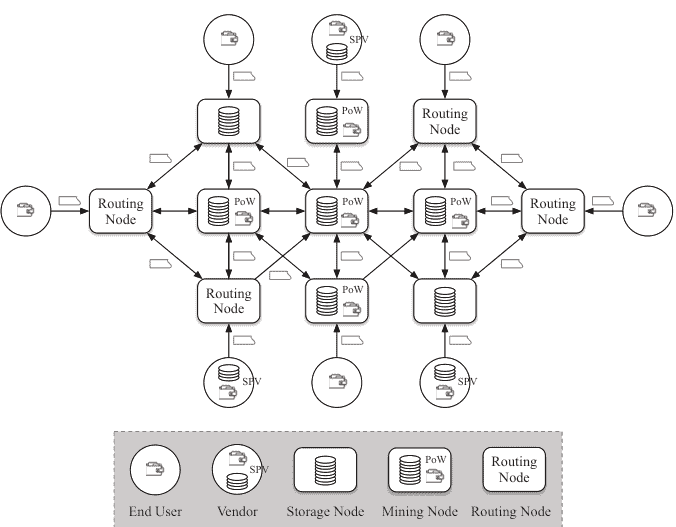 SPV
PoW
Routing
Node
Routing
Node
PoW
PoW
PoW
Routing
Node
Routing
Node
PoW
SPV
SPV
SPV
PoW
Routing
Node
End User
Vendor
Storage Node
Mining Node
Routing Node